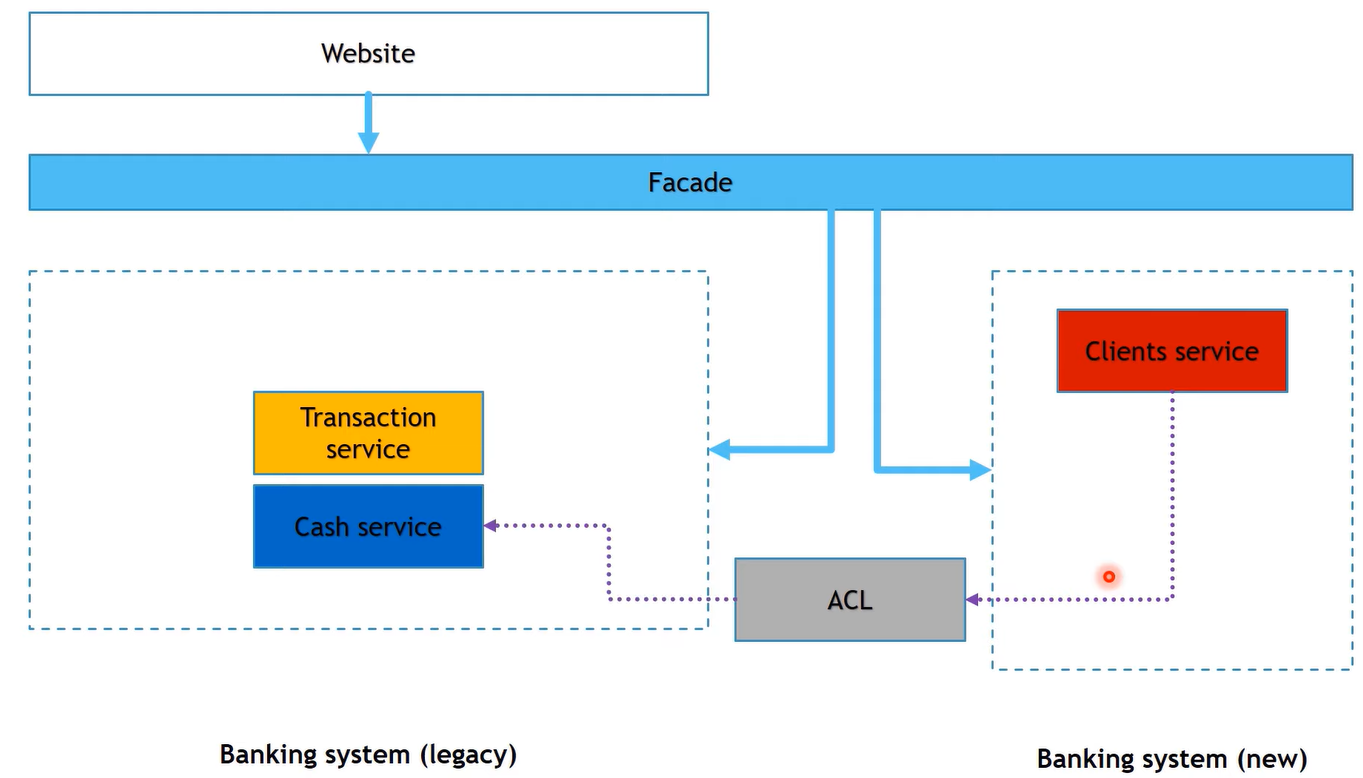 Website
Facade
Clients service
Transaction
service
Cash service
ACL
Banking system (legacy)
Banking system (new)